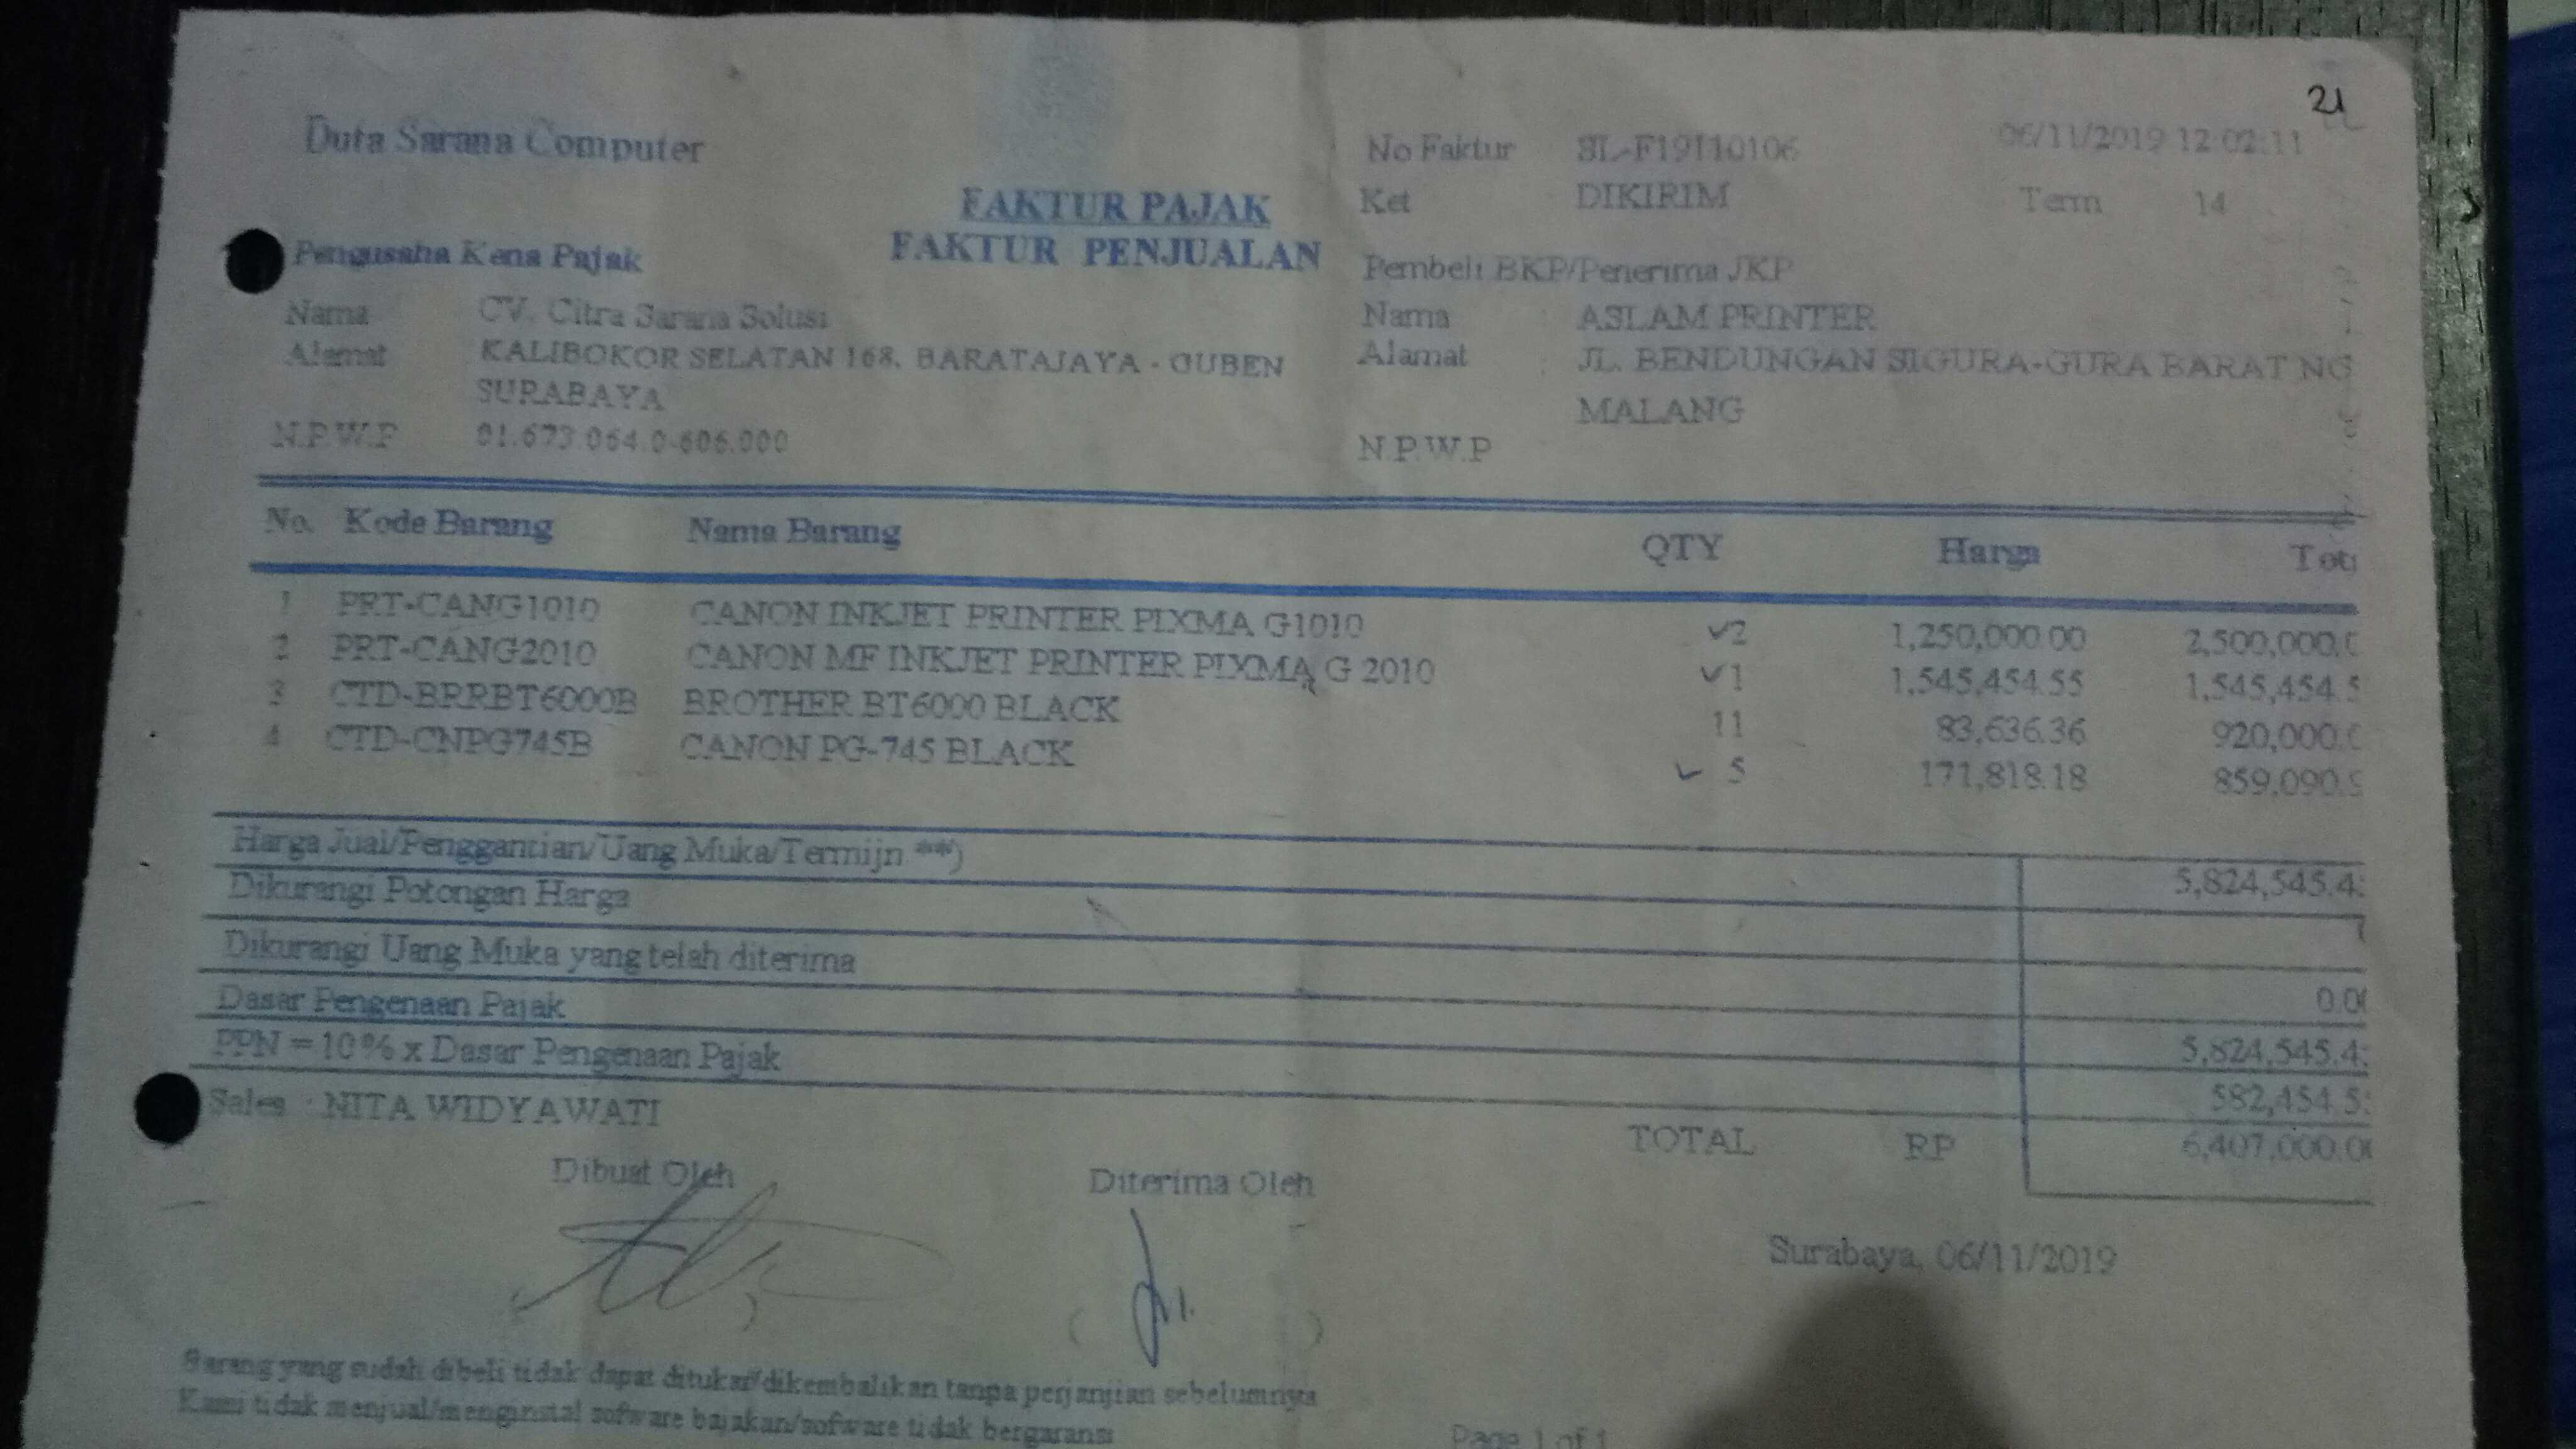 21
Duta Sarana Computer
No Faktur : SL-F19I10106 06/11/2019 12:02:11
Ket : DIKIRIM Term 14
FAKTUR PAJAK
FAKTUR PENJUALAN
Pengusaha Kena Pajak
Pembeli BKP/Penerima JKP
Nama CV. Citra Sarana Solusi
Nama : ASLAM PRINTER
Alamat KALIBOKOR SELATAN 168, BARATAJAYA - GUBEN
SURABAYA
Alamat : JL. BENDUNGAN SIGURA-GURA BARAT NO
MALANG
N.P.W.P 01.673.064.0-606.000
N.P.W.P
No. Kode Barang Nama Barang QTY Harga Tot
1 PRT-CANG1010 CANON INKJET PRINTER PIXMA G1010 ✓2 1,250,000.00 2,500,000.0
2 PRT-CANG2010 CANON MF INKJET PRINTER PIXMA G 2010 ✓1 1,545,454.55 1,545,454.5
3 CTD-BRRBT6000B BROTHER BT6000 BLACK 11 83,636.36 920,000.0
4 CTD-CNPG745B CANON PG-745 BLACK ✓ 5 171,818.18 859,090.9
Harga Jual/Penggantian/Uang Muka/Termijn **) 5,824,545.4
Dikurangi Potongan Harga
Dikurangi Uang Muka yang telah diterima 0.00
Dasar Pengenaan Pajak 5,824,545.4
PPN = 10% x Dasar Pengenaan Pajak 582,454.5
Sales : NITA WIDYAWATI
TOTAL RP 6,407,000.00
Dibuat Oleh Diterima Oleh
Surabaya, 06/11/2019
Barang yang sudah dibeli tidak dapat ditukar/dikembalikan tanpa perjanjian sebelumnya
Kami tidak menjual/menginstal sofware bajakan/sofware tidak bergaransi
Page 1 of 1